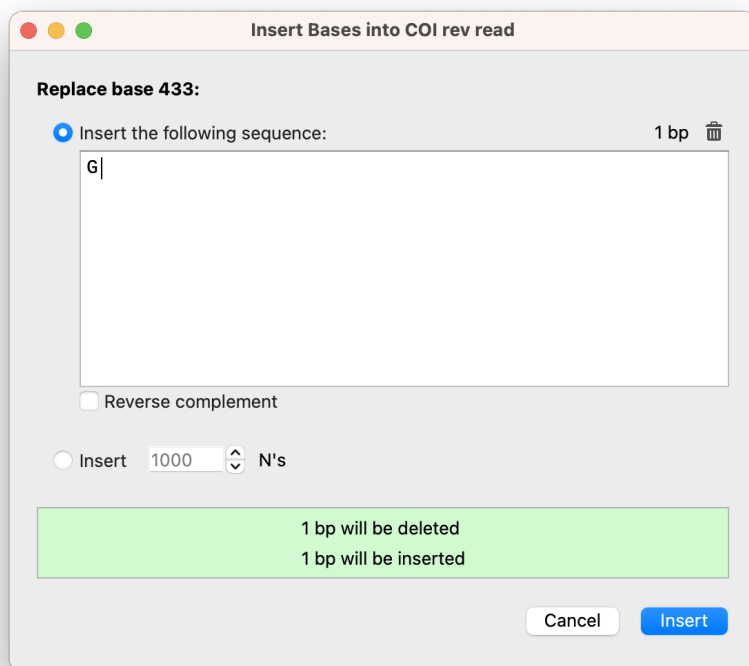 Insert Bases into COI rev read
Replace base 433:
Insert the following sequence: 1 bp
G
Reverse complement
Insert 1000 N's
1 bp will be deleted
1 bp will be inserted
Cancel Insert